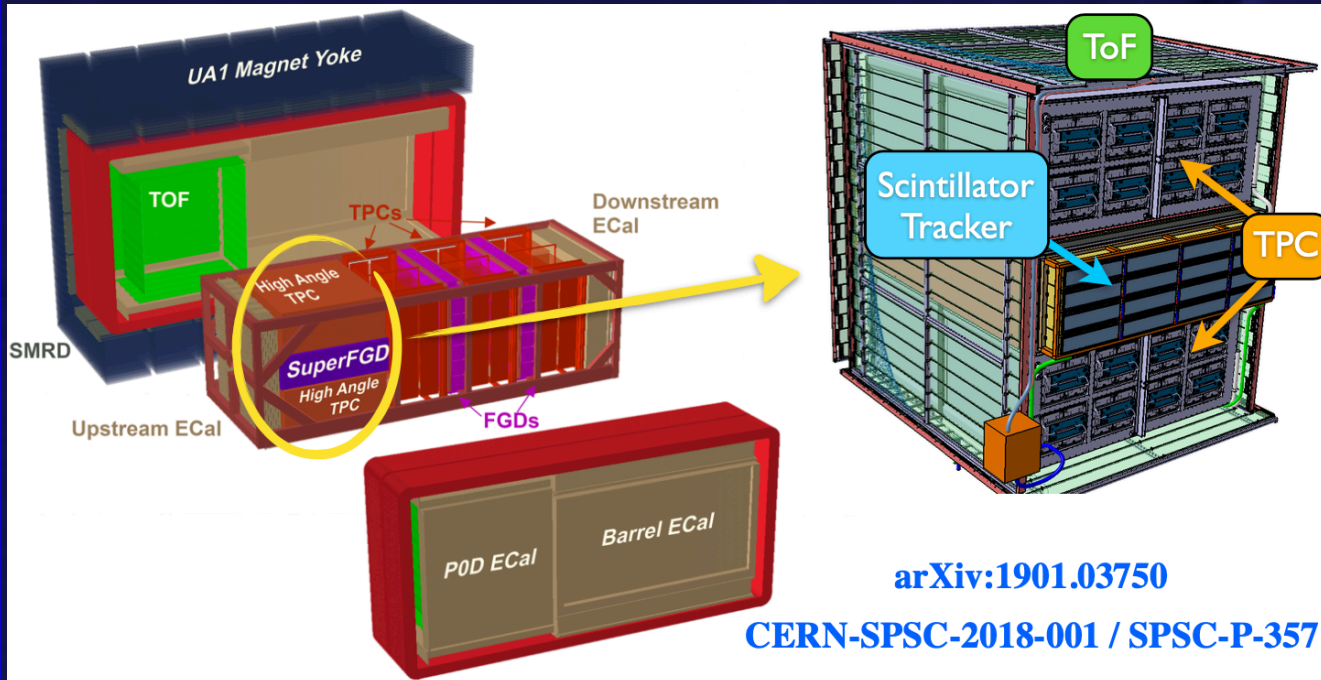 UA1 Magnet Yoke
TOF
TPCs
Downstream
ECal
High Angle
TPC
SMRD
SuperFGD
High Angle
TPC
Upstream ECal
FGDs
P0D ECal
Barrel ECal
ToF
Scintillator
Tracker
TPC
arXiv:1901.03750
CERN-SPSC-2018-001 / SPSC-P-357